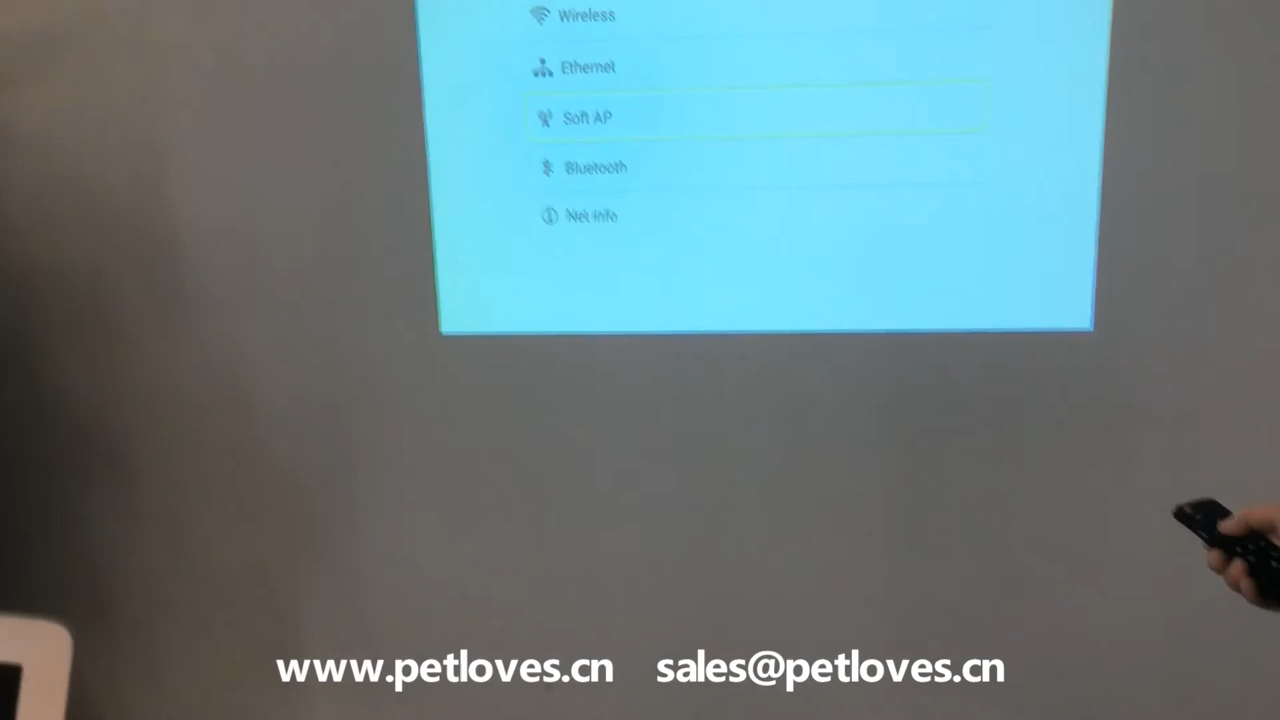 Wireless
Ethernet
Soft AP
Bluetooth
Net info
www.petloves.cn sales@petloves.cn